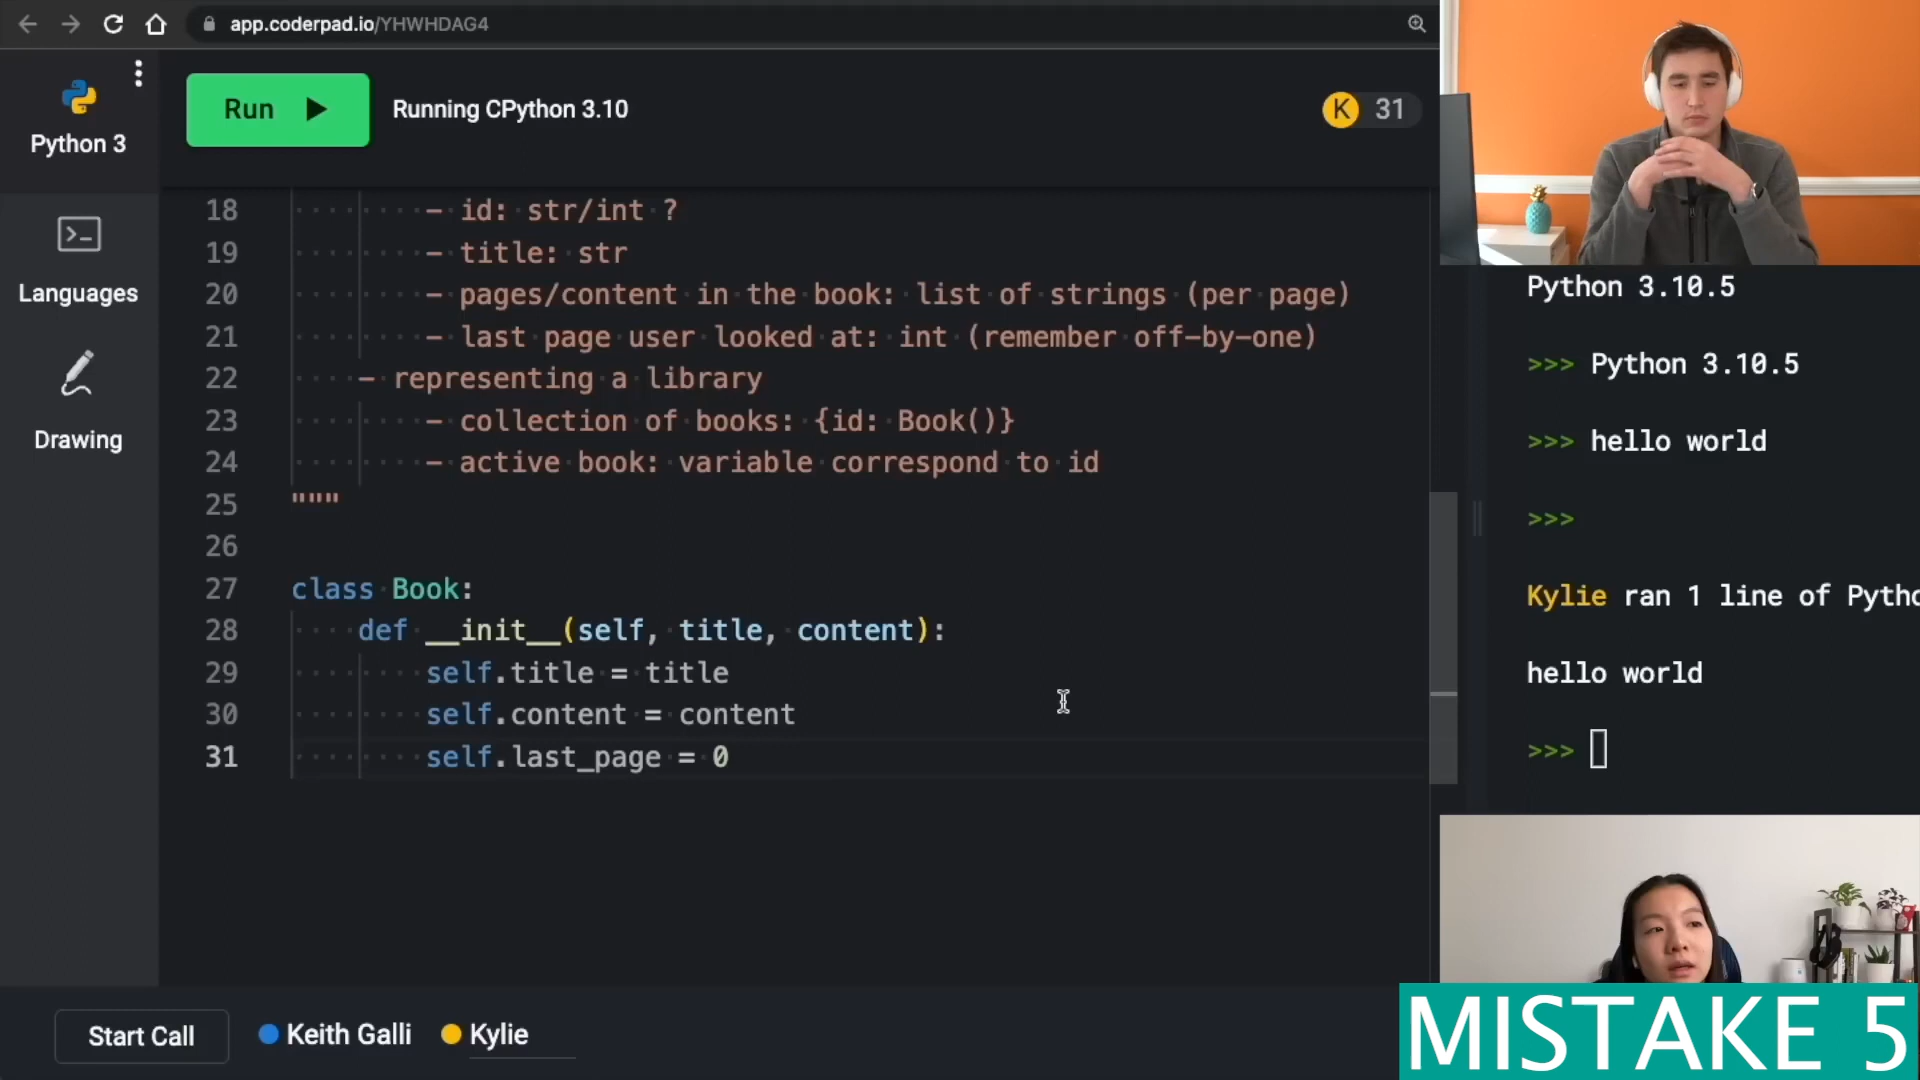 app.coderpad.io/YHWHDAG4
Python 3
Run
Running CPython 3.10
K 31
Languages
Drawing
18 - id: str/int ?
19 - title: str
20 - pages/content in the book: list of strings (per page)
21 - last page user looked at: int (remember off-by-one)
22 - representing a library
23 - collection of books: {id: Book()}
24 - active book: variable correspond to id
25 """
26
27 class Book:
28 def __init__(self, title, content):
29 self.title = title
30 self.content = content
31 self.last_page = 0
Python 3.10.5
>>> Python 3.10.5
>>> hello world
>>>
Kylie ran 1 line of Pytho
hello world
>>>
Start Call
Keith Galli
Kylie
MISTAKE 5